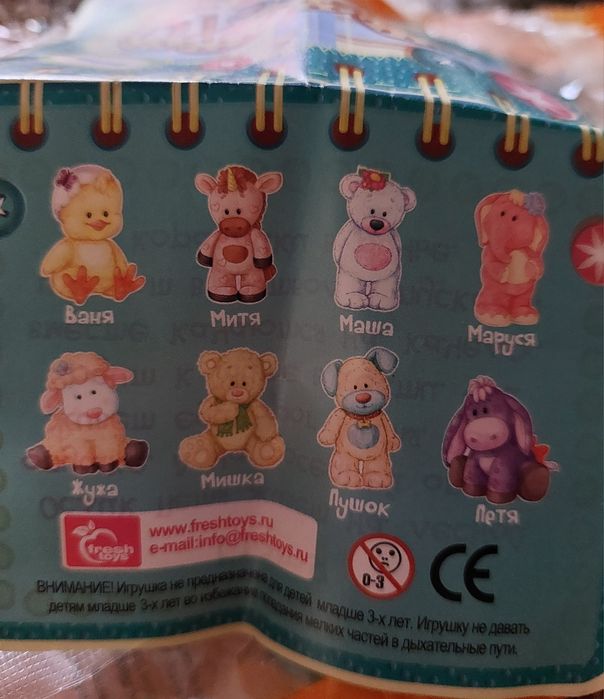 Ваня Митя Маша Маруся
Жужа Мишка Пушок Петя
fresh
toys
www.freshtoys.ru
e-mail:info@freshtoys.ru
0-3
CE
ВНИМАНИЕ! Игрушка не предназначена для детей младше 3-х лет. Игрушку не давать
детям младше 3-х лет во избежание попадания мелких частей в дыхательные пути.